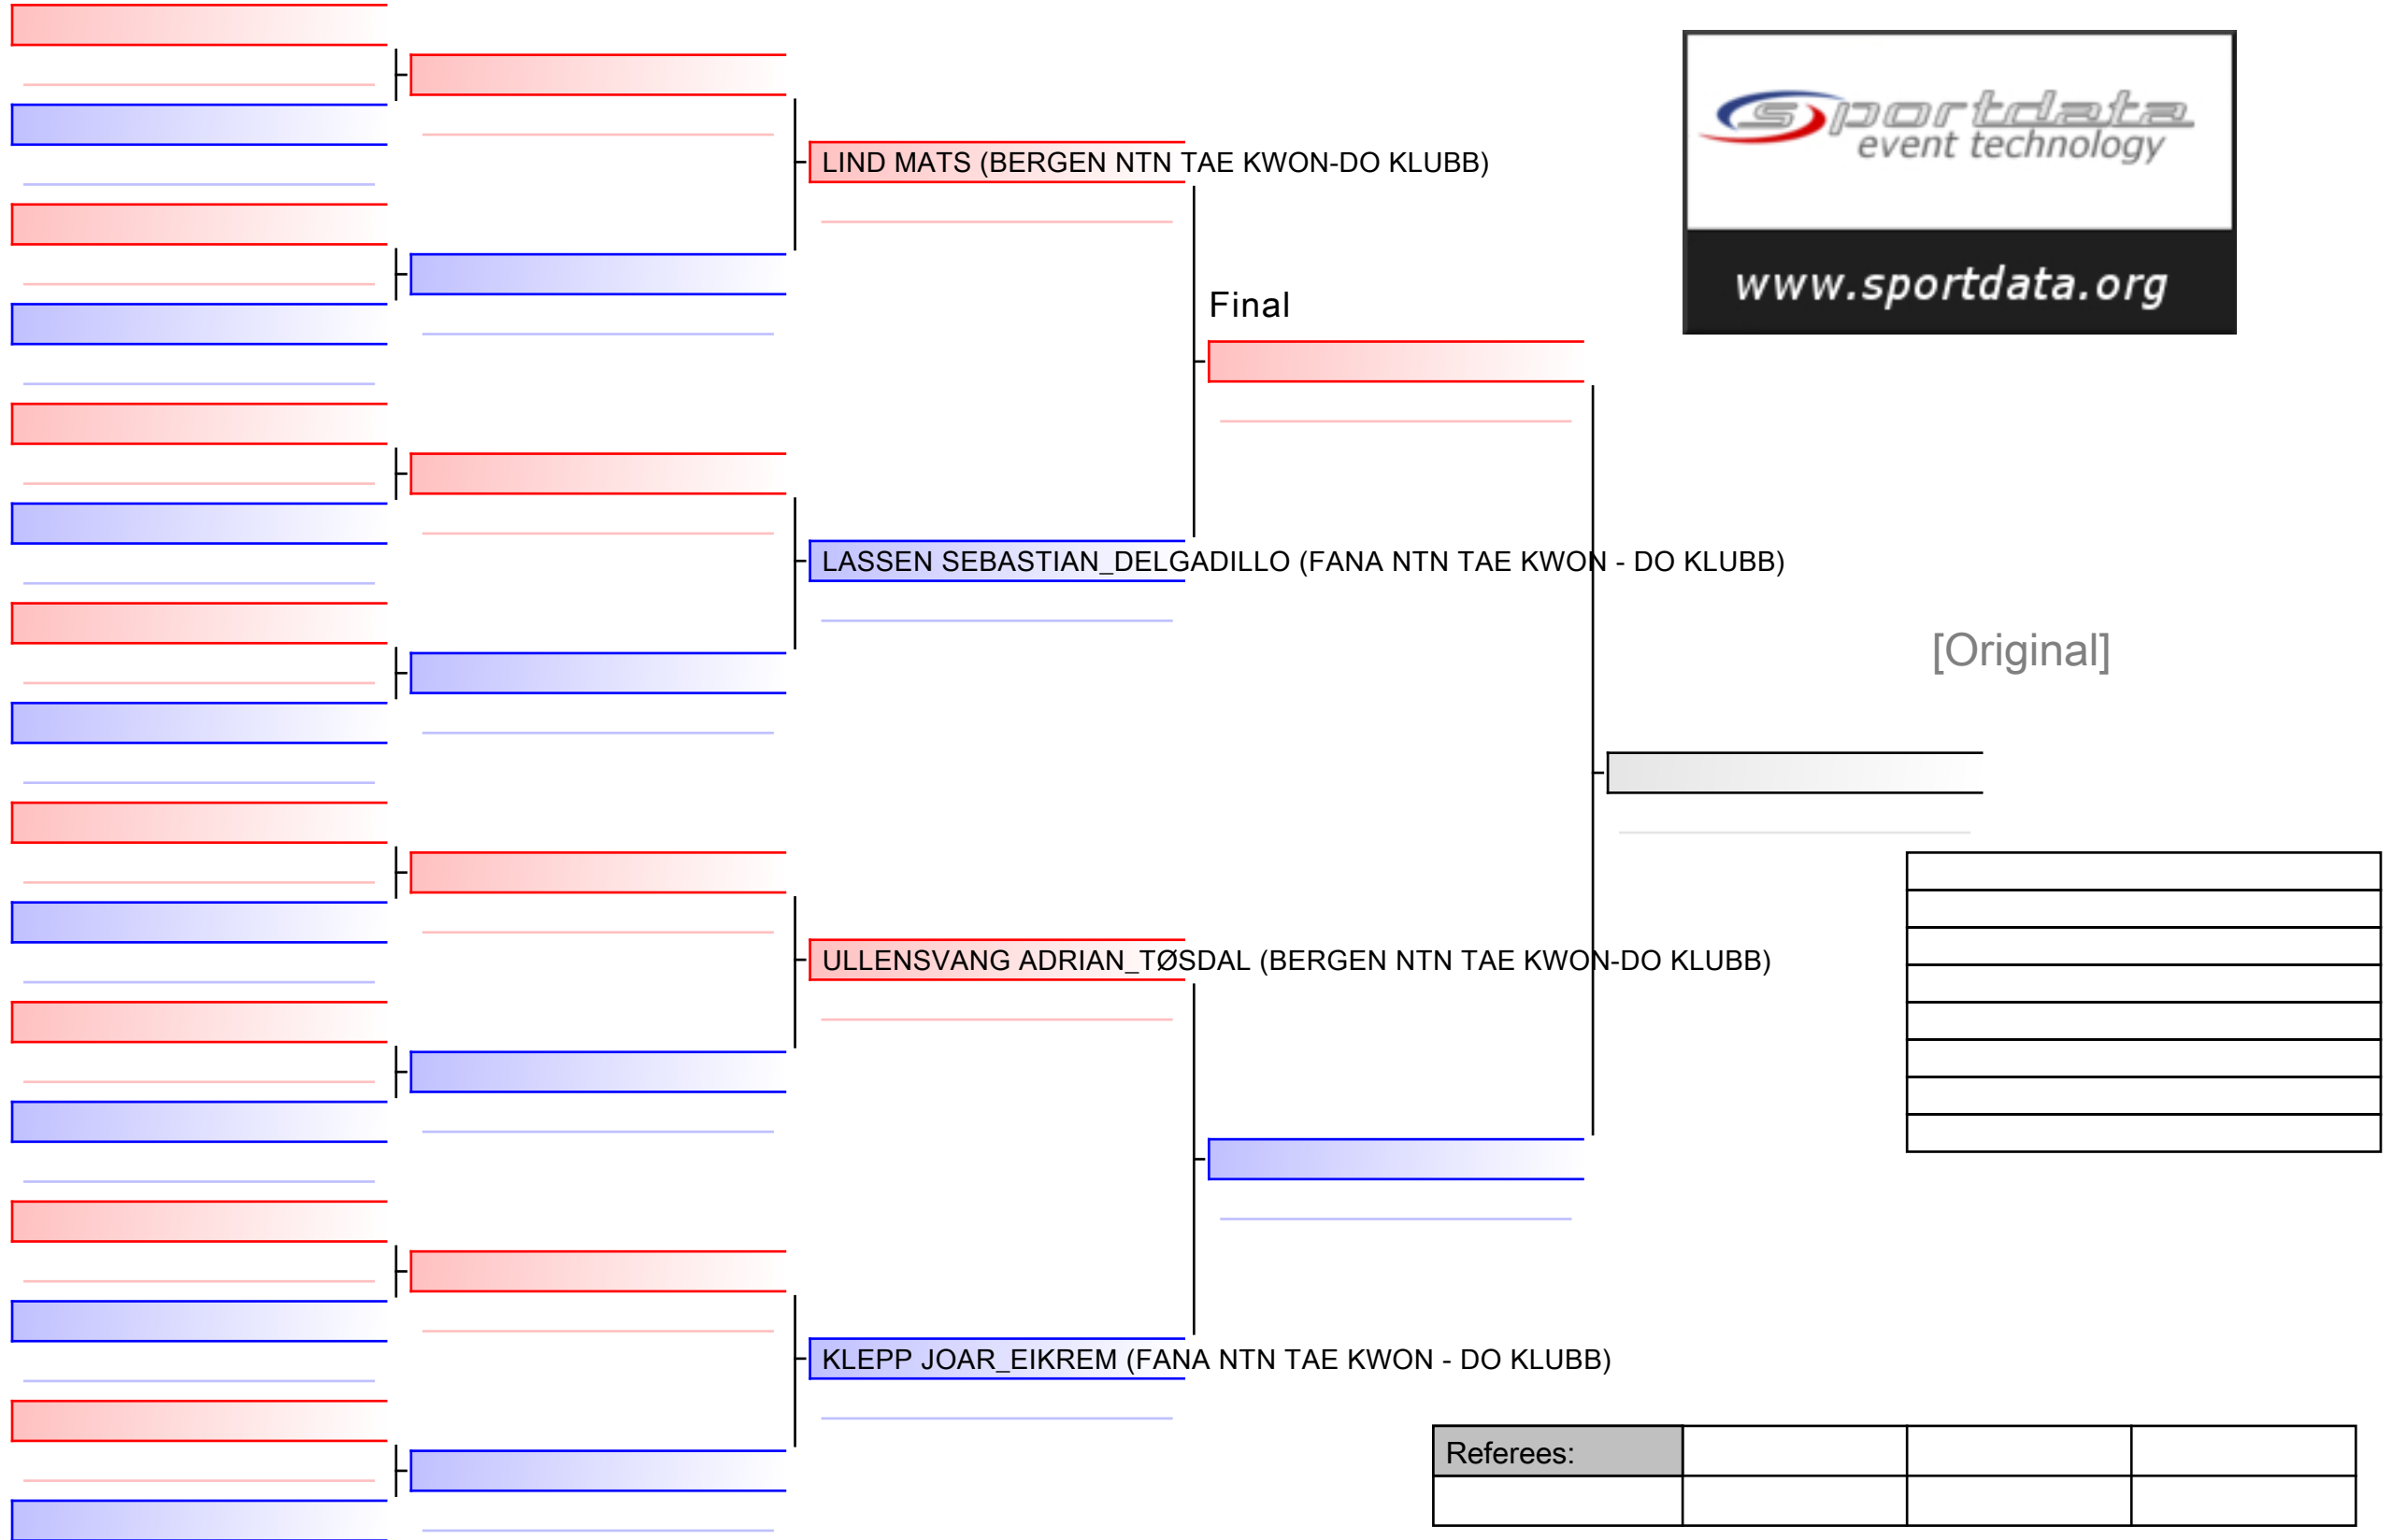 sportdata
event technology
www.sportdata.org
LIND MATS (BERGEN NTN TAE KWON-DO KLUBB)
Final
LASSEN SEBASTIAN_DELGADILLO (FANA NTN TAE KWON - DO KLUBB)
[Original]
ULLENSVANG ADRIAN_TØSDAL (BERGEN NTN TAE KWON-DO KLUBB)
KLEPP JOAR_EIKREM (FANA NTN TAE KWON - DO KLUBB)
Referees: